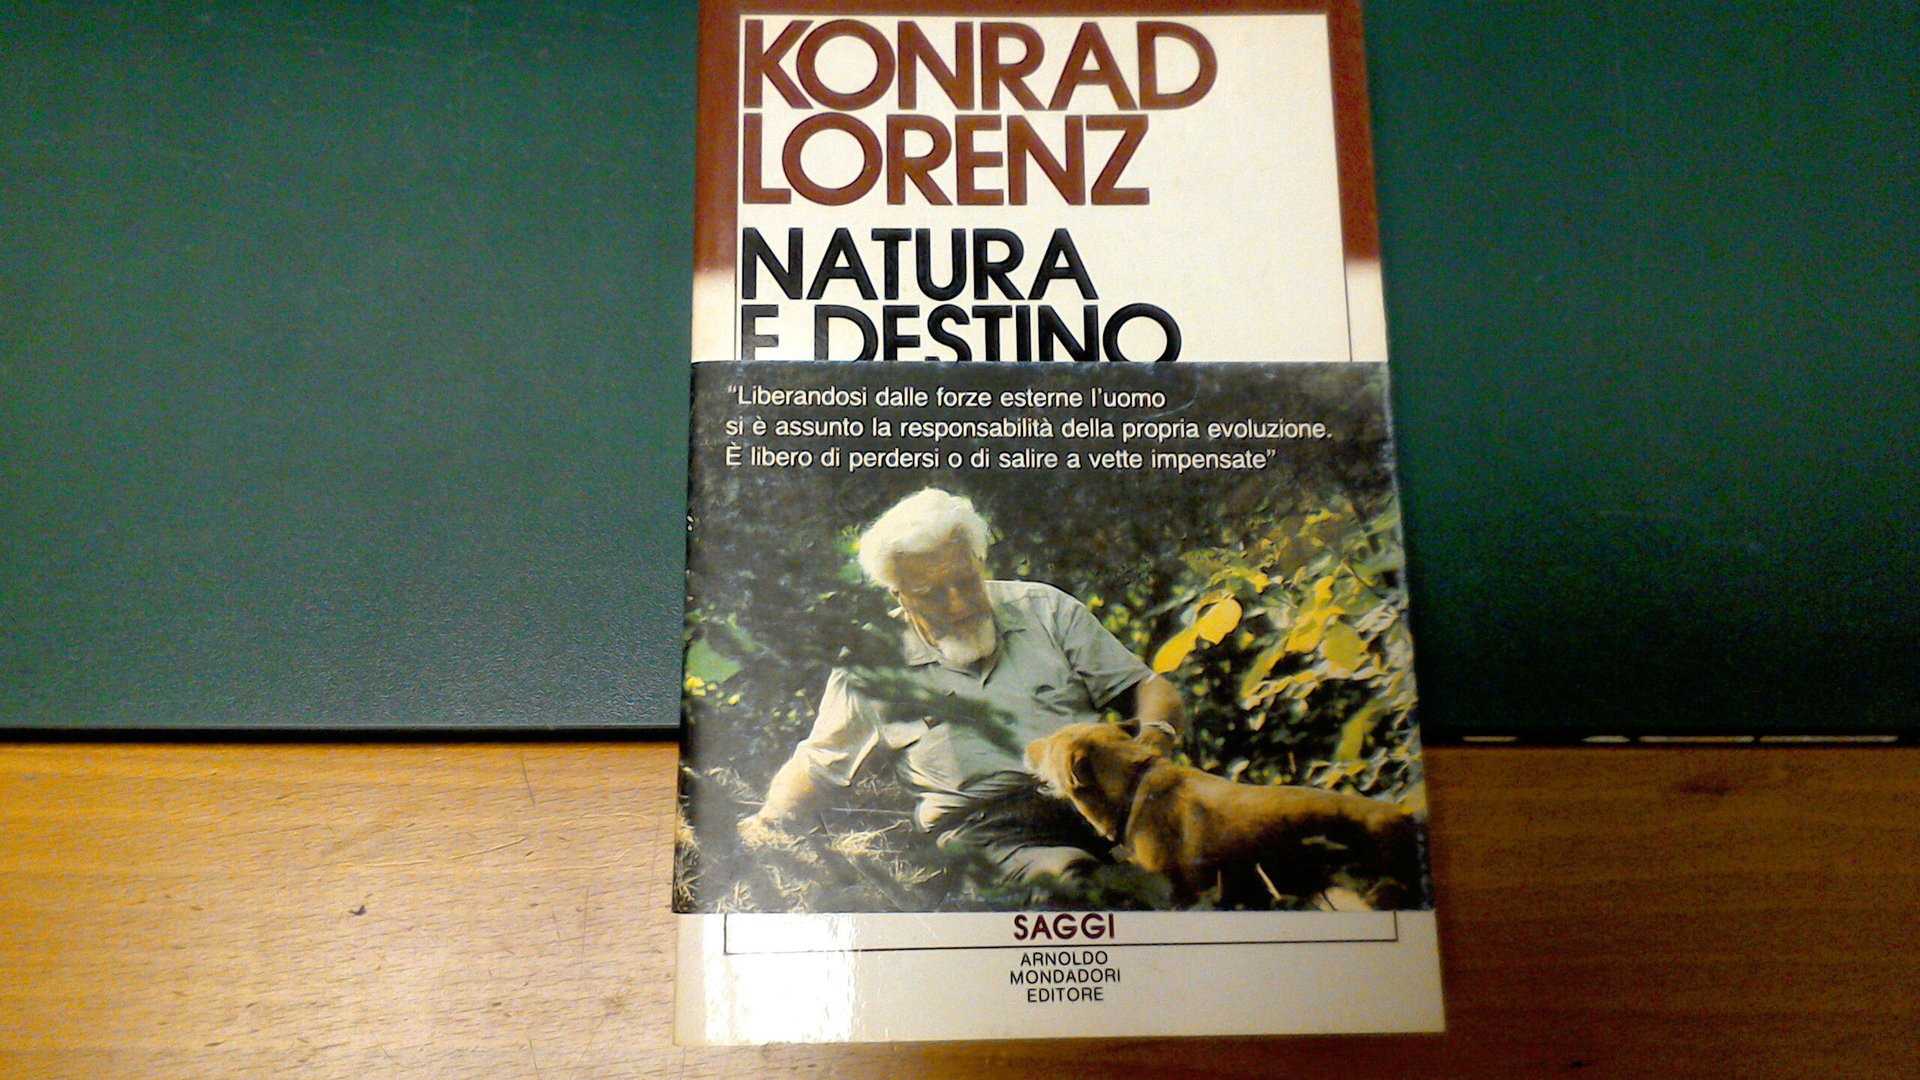 KONRAD
LORENZ
NATURA
E DESTINO
"Liberandosi dalle forze esterne l'uomo
si è assunto la responsabilità della propria evoluzione.
È libero di perdersi o di salire a vette impensate"
SAGGI
ARNOLDO
MONDADORI
EDITORE